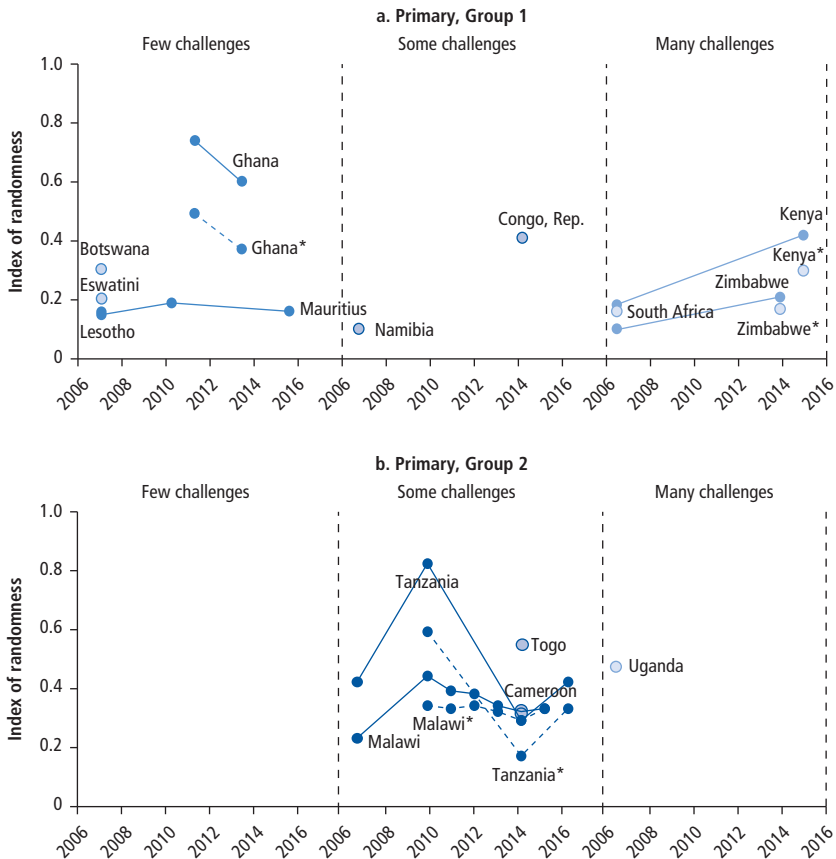 a. Primary, Group 1
Few challenges Some challenges Many challenges
Index of randomness
1.0
0.8
0.6
0.4
0.2
0
Ghana
Ghana*
Botswana
Eswatini
Lesotho
Mauritius
Congo, Rep.
Namibia
Kenya
Kenya*
Zimbabwe
South Africa
Zimbabwe*
2006 2008 2010 2012 2014 2006 2008 2010 2012 2014 2016 2006 2008 2010 2012 2014 2016
b. Primary, Group 2
Few challenges Some challenges Many challenges
Index of randomness
1.0
0.8
0.6
0.4
0.2
0
Tanzania
Togo
Cameroon
Malawi*
Malawi
Tanzania*
Uganda
2006 2008 2010 2012 2014 2016 2006 2008 2010 2012 2014 2016 2006 2008 2010 2012 2014 2016